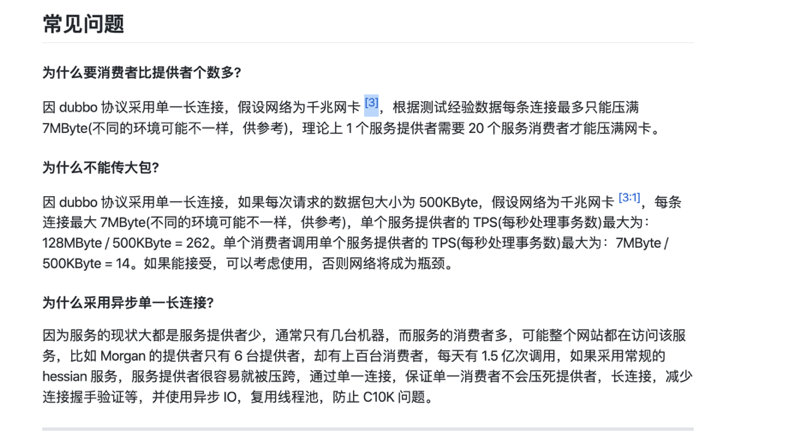 常见问题
为什么要消费者比提供者个数多?
因 dubbo 协议采用单一长连接，假设网络为千兆网卡 [3]，根据测试经验数据每条连接最多只能压满
7MByte(不同的环境可能不一样，供参考)，理论上 1 个服务提供者需要 20 个服务消费者才能压满网卡。
为什么不能传大包?
因 dubbo 协议采用单一长连接，如果每次请求的数据包大小为 500KByte，假设网络为千兆网卡 [3:1]，每条
连接最大 7MByte(不同的环境可能不一样，供参考)，单个服务提供者的 TPS(每秒处理事务数)最大为：
128MByte / 500KByte = 262。单个消费者调用单个服务提供者的 TPS(每秒处理事务数)最大为：7MByte /
500KByte = 14。如果能接受，可以考虑使用，否则网络将成为瓶颈。
为什么采用异步单一长连接?
因为服务的现状大都是服务提供者少，通常只有几台机器，而服务的消费者多，可能整个网站都在访问该服
务，比如 Morgan 的提供者只有 6 台提供者，却有上百台消费者，每天有 1.5 亿次调用，如果采用常规的
hessian 服务，服务提供者很容易就被压跨，通过单一连接，保证单一消费者不会压死提供者，长连接，减少
连接握手验证等，并使用异步 IO，复用线程池，防止 C10K 问题。